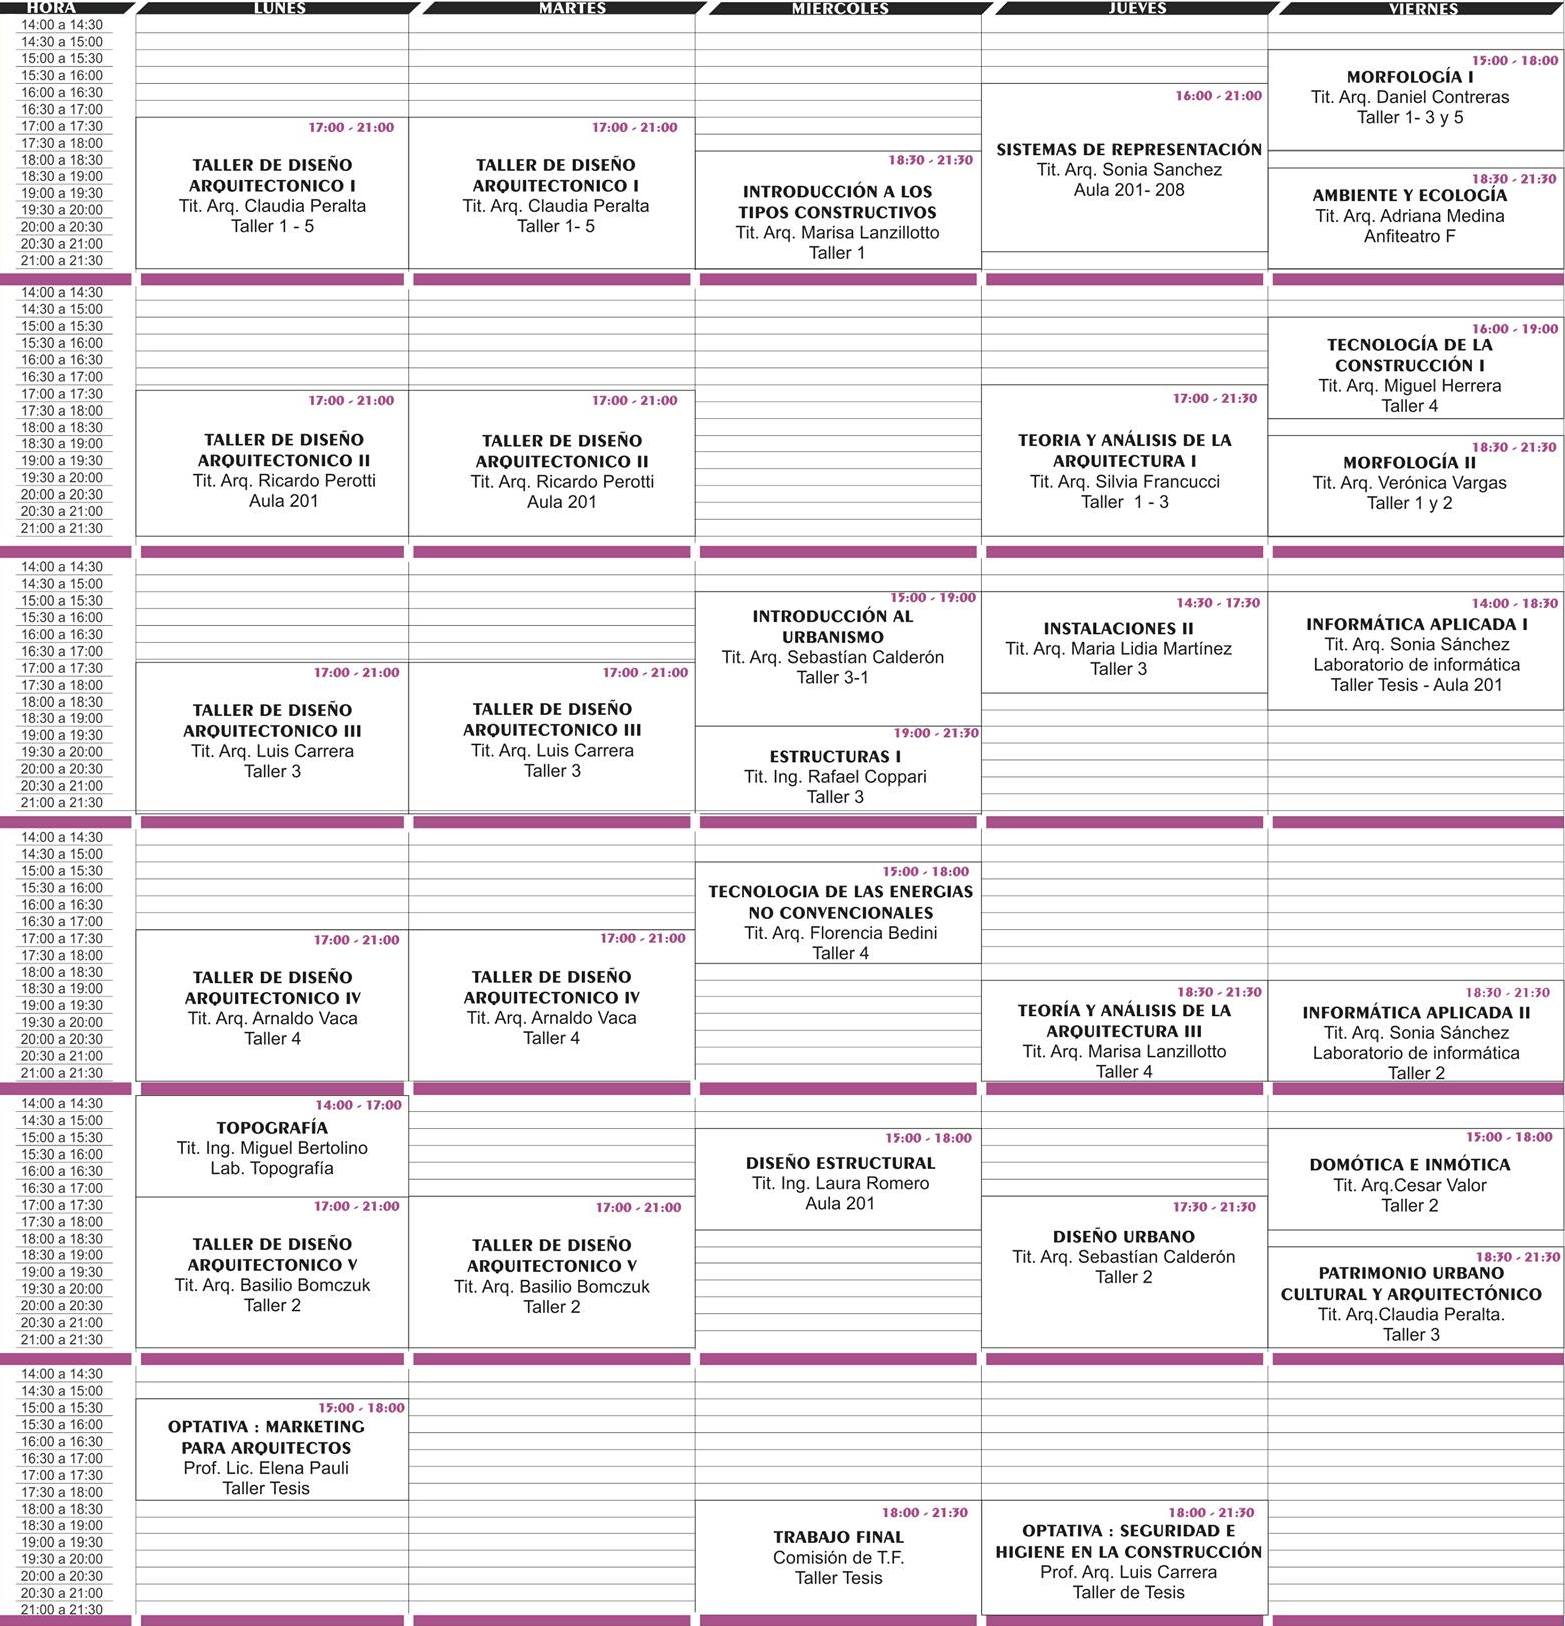 HORA
LUNES
MARTES
MIERCOLES
JUEVES
VIERNES
14:00 a 14:30
14:30 a 15:00
15:00 a 15:30
15:30 a 16:00
16:00 a 16:30
16:30 a 17:00
17:00 a 17:30
17:30 a 18:00
18:00 a 18:30
18:30 a 19:00
19:00 a 19:30
19:30 a 20:00
20:00 a 20:30
20:30 a 21:00
21:00 a 21:30
17:00 - 21:00
TALLER DE DISEÑO
ARQUITECTONICO I
Tit. Arq. Claudia Peralta
Taller 1 - 5
17:00 - 21:00
TALLER DE DISEÑO
ARQUITECTONICO I
Tit. Arq. Claudia Peralta
Taller 1- 5
18:30 - 21:30
INTRODUCCIÓN A LOS
TIPOS CONSTRUCTIVOS
Tit. Arq. Marisa Lanzillotto
Taller 1
16:00 - 21:00
SISTEMAS DE REPRESENTACIÓN
Tit. Arq. Sonia Sanchez
Aula 201- 208
15:00 - 18:00
MORFOLOGÍA I
Tit. Arq. Daniel Contreras
Taller 1- 3 y 5
18:30 - 21:30
AMBIENTE Y ECOLOGÍA
Tit. Arq. Adriana Medina
Anfiteatro F
14:00 a 14:30
14:30 a 15:00
15:00 a 15:30
15:30 a 16:00
16:00 a 16:30
16:30 a 17:00
17:00 a 17:30
17:30 a 18:00
18:00 a 18:30
18:30 a 19:00
19:00 a 19:30
19:30 a 20:00
20:00 a 20:30
20:30 a 21:00
21:00 a 21:30
17:00 - 21:00
TALLER DE DISEÑO
ARQUITECTONICO II
Tit. Arq. Ricardo Perotti
Aula 201
17:00 - 21:00
TALLER DE DISEÑO
ARQUITECTONICO II
Tit. Arq. Ricardo Perotti
Aula 201
17:00 - 21:30
TEORIA Y ANÁLISIS DE LA
ARQUITECTURA I
Tit. Arq. Silvia Francucci
Taller 1 - 3
16:00 - 19:00
TECNOLOGÍA DE LA
CONSTRUCCIÓN I
Tit. Arq. Miguel Herrera
Taller 4
18:30 - 21:30
MORFOLOGÍA II
Tit. Arq. Verónica Vargas
Taller 1 y 2
14:00 a 14:30
14:30 a 15:00
15:00 a 15:30
15:30 a 16:00
16:00 a 16:30
16:30 a 17:00
17:00 a 17:30
17:30 a 18:00
18:00 a 18:30
18:30 a 19:00
19:00 a 19:30
19:30 a 20:00
20:00 a 20:30
20:30 a 21:00
21:00 a 21:30
17:00 - 21:00
TALLER DE DISEÑO
ARQUITECTONICO III
Tit. Arq. Luis Carrera
Taller 3
17:00 - 21:00
TALLER DE DISEÑO
ARQUITECTONICO III
Tit. Arq. Luis Carrera
Taller 3
15:00 - 19:00
INTRODUCCIÓN AL
URBANISMO
Tit. Arq. Sebastían Calderón
Taller 3-1
19:00 - 21:30
ESTRUCTURAS I
Tit. Ing. Rafael Coppari
Taller 3
14:30 - 17:30
INSTALACIONES II
Tit. Arq. Maria Lidia Martínez
Taller 3
14:00 - 18:30
INFORMÁTICA APLICADA I
Tit. Arq. Sonia Sánchez
Laboratorio de informática
Taller Tesis - Aula 201
14:00 a 14:30
14:30 a 15:00
15:00 a 15:30
15:30 a 16:00
16:00 a 16:30
16:30 a 17:00
17:00 a 17:30
17:30 a 18:00
18:00 a 18:30
18:30 a 19:00
19:00 a 19:30
19:30 a 20:00
20:00 a 20:30
20:30 a 21:00
21:00 a 21:30
17:00 - 21:00
TALLER DE DISEÑO
ARQUITECTONICO IV
Tit. Arq. Arnaldo Vaca
Taller 4
17:00 - 21:00
TALLER DE DISEÑO
ARQUITECTONICO IV
Tit. Arq. Arnaldo Vaca
Taller 4
15:00 - 18:00
TECNOLOGIA DE LAS ENERGIAS
NO CONVENCIONALES
Tit. Arq. Florencia Bedini
Taller 4
18:30 - 21:30
TEORÍA Y ANÁLISIS DE LA
ARQUITECTURA III
Tit. Arq. Marisa Lanzillotto
Taller 4
18:30 - 21:30
INFORMÁTICA APLICADA II
Tit. Arq. Sonia Sánchez
Laboratorio de informática
Taller 2
14:00 a 14:30
14:30 a 15:00
15:00 a 15:30
15:30 a 16:00
16:00 a 16:30
16:30 a 17:00
17:00 a 17:30
17:30 a 18:00
18:00 a 18:30
18:30 a 19:00
19:00 a 19:30
19:30 a 20:00
20:00 a 20:30
20:30 a 21:00
21:00 a 21:30
14:00 - 17:00
TOPOGRAFÍA
Tit. Ing. Miguel Bertolino
Lab. Topografía
17:00 - 21:00
TALLER DE DISEÑO
ARQUITECTONICO V
Tit. Arq. Basilio Bomczuk
Taller 2
17:00 - 21:00
TALLER DE DISEÑO
ARQUITECTONICO V
Tit. Arq. Basilio Bomczuk
Taller 2
15:00 - 18:00
DISEÑO ESTRUCTURAL
Tit. Ing. Laura Romero
Aula 201
17:30 - 21:30
DISEÑO URBANO
Tit. Arq. Sebastían Calderón
Taller 2
15:00 - 18:00
DOMÓTICA E INMÓTICA
Tit. Arq.Cesar Valor
Taller 2
18:30 - 21:30
PATRIMONIO URBANO
CULTURAL Y ARQUITECTÓNICO
Tit. Arq.Claudia Peralta.
Taller 3
14:00 a 14:30
14:30 a 15:00
15:00 a 15:30
15:30 a 16:00
16:00 a 16:30
16:30 a 17:00
17:00 a 17:30
17:30 a 18:00
18:00 a 18:30
18:30 a 19:00
19:00 a 19:30
19:30 a 20:00
20:00 a 20:30
20:30 a 21:00
21:00 a 21:30
15:00 - 18:00
OPTATIVA : MARKETING
PARA ARQUITECTOS
Prof. Lic. Elena Pauli
Taller Tesis
18:00 - 21:30
TRABAJO FINAL
Comisión de T.F.
Taller Tesis
18:00 - 21:30
OPTATIVA : SEGURIDAD E
HIGIENE EN LA CONSTRUCCIÓN
Prof. Arq. Luis Carrera
Taller de Tesis